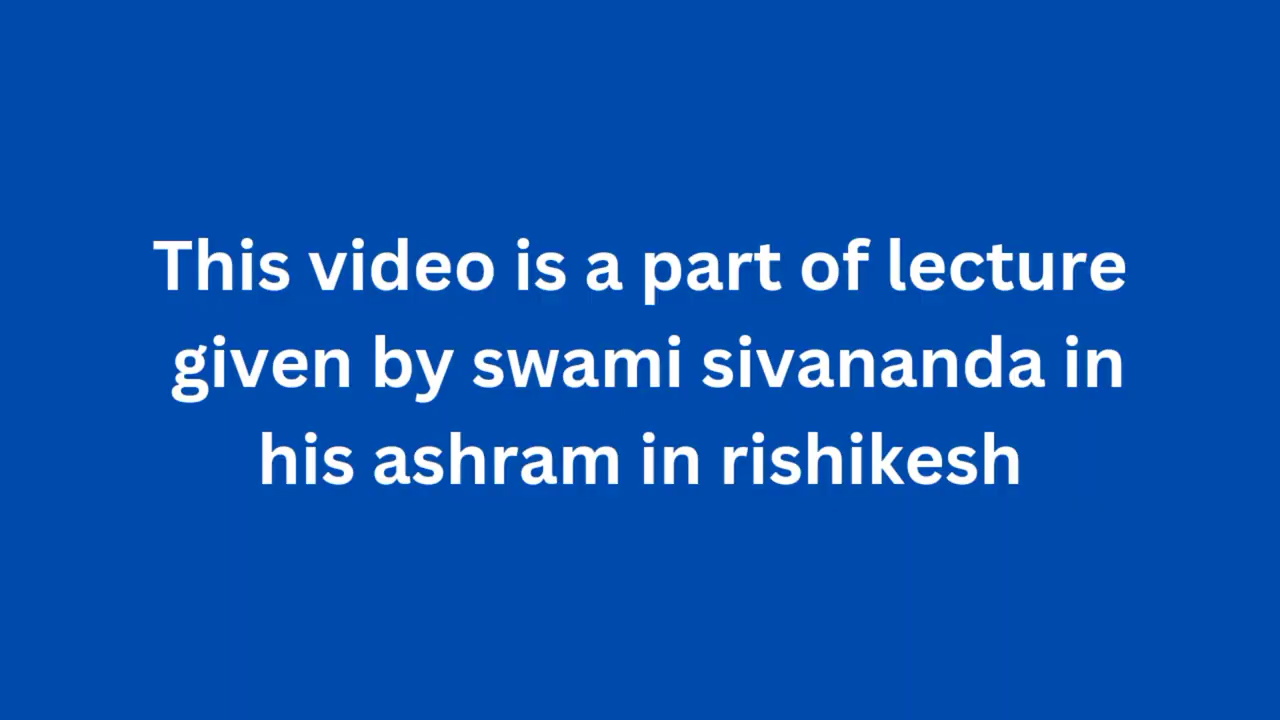 This video is a part of lecture
given by swami sivananda in
his ashram in rishikesh